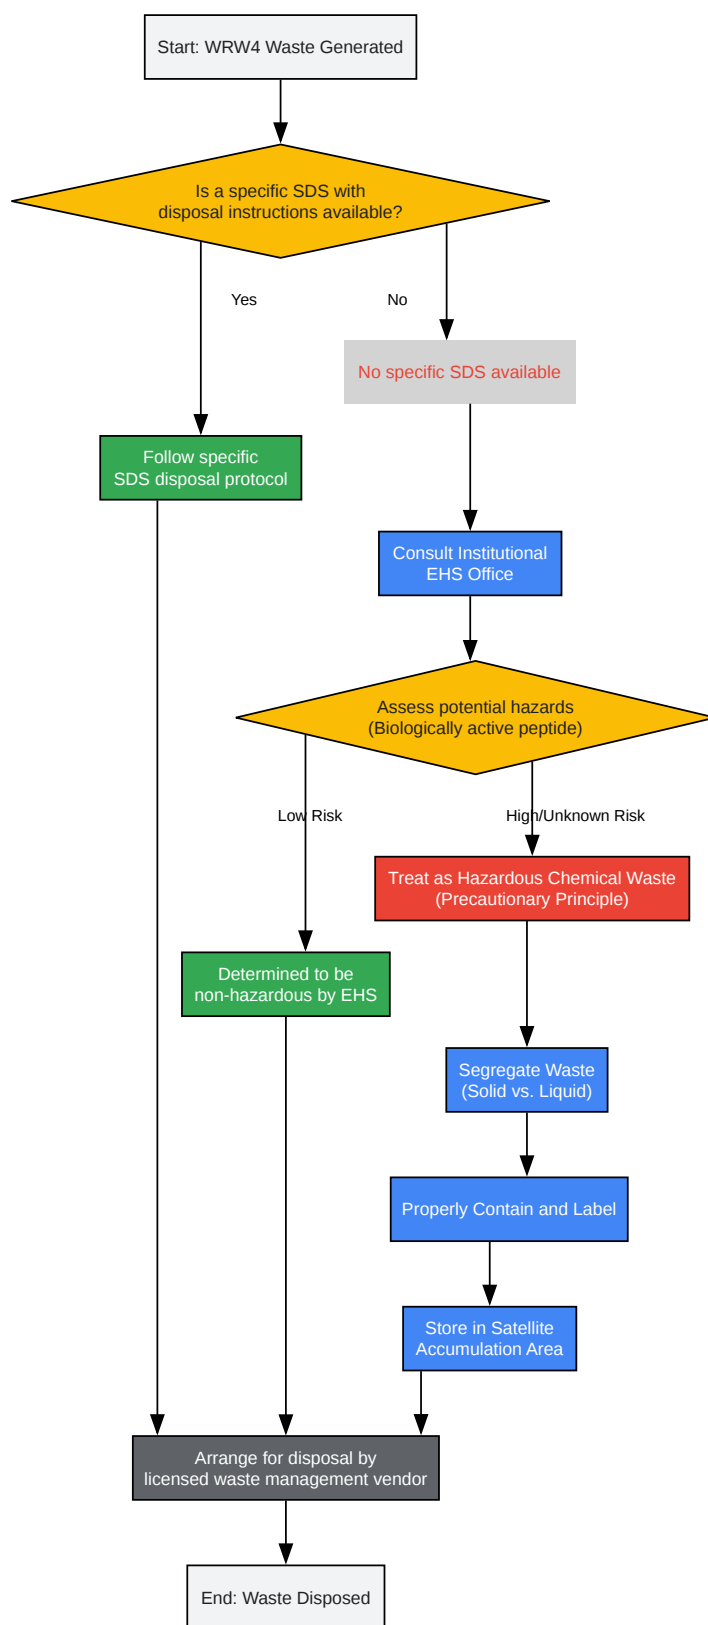 Start: WRW4 Waste Generated
Is a specific SDS with
disposal instructions available?
Yes
No
No specific SDS available
Follow specific
SDS disposal protocol
Consult Institutional
EHS Office
Assess potential hazards
(Biologically active peptide)
Low Risk
High/Unknown Risk
Treat as Hazardous Chemical Waste
(Precautionary Principle)
Determined to be
non-hazardous by EHS
Segregate Waste
(Solid vs. Liquid)
Properly Contain and Label
Store in Satellite
Accumulation Area
Arrange for disposal by
licensed waste management vendor
End: Waste Disposed